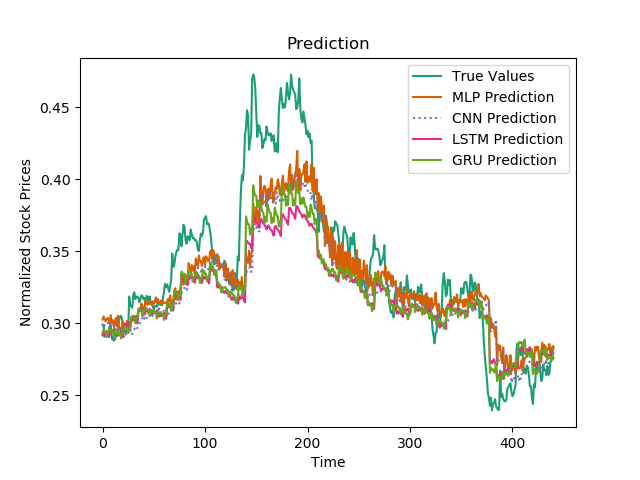 Prediction
True Values
MLP Prediction
CNN Prediction
LSTM Prediction
GRU Prediction
Normalized Stock Prices
0.45
0.40
0.35
0.30
0.25
0 100 200 300 400
Time